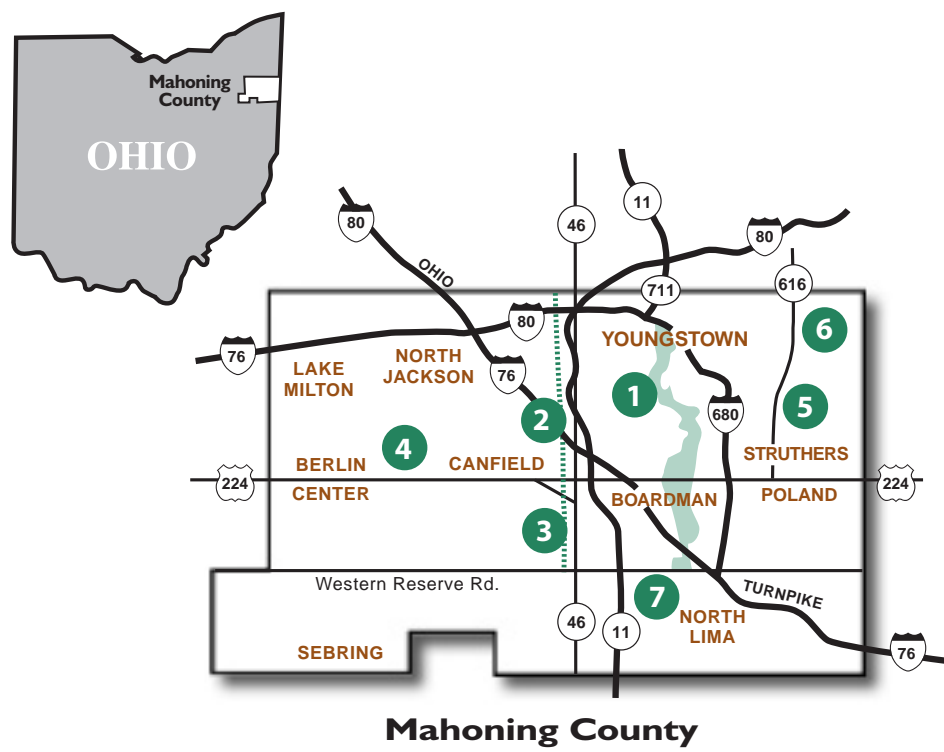 Mahoning
County
OHIO
80
46
11
80
OHIO
711
616
80
76
YOUNGSTOWN
6
LAKE
MILTON
NORTH
JACKSON
76
1
2
680
5
4
STRUTHERS
BERLIN
CENTER
CANFIELD
224
224
BOARDMAN
POLAND
3
Western Reserve Rd.
7
TURNPIKE
NORTH
LIMA
46
11
76
SEBRING
Mahoning County